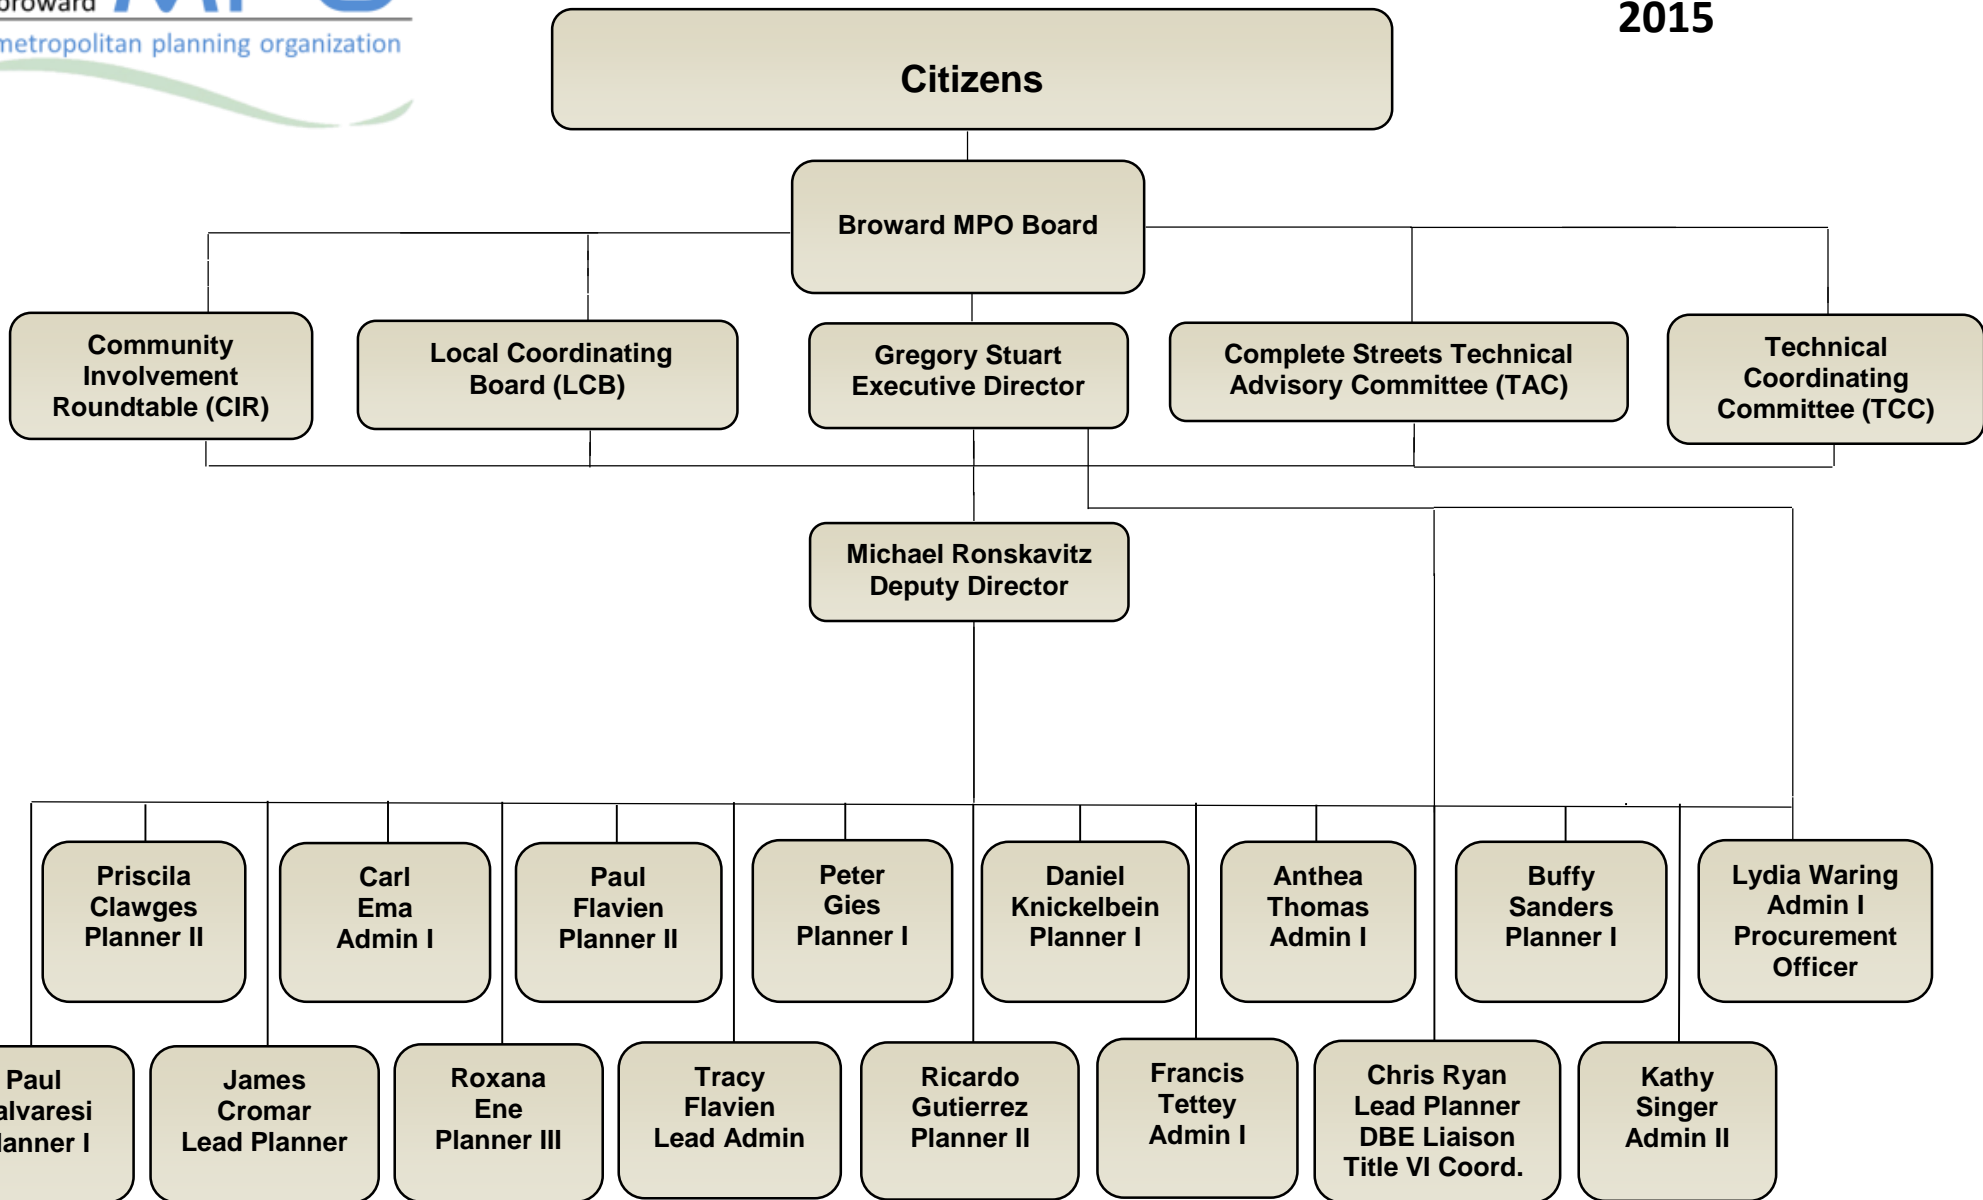 broward MPO
metropolitan planning organization
2015
Citizens
Broward MPO Board
Community
Involvement
Roundtable (CIR)
Local Coordinating
Board (LCB)
Gregory Stuart
Executive Director
Complete Streets Technical
Advisory Committee (TAC)
Technical
Coordinating
Committee (TCC)
Michael Ronskavitz
Deputy Director
Priscila
Clawges
Planner II
Carl
Ema
Admin I
Paul
Flavien
Planner II
Peter
Gies
Planner I
Daniel
Knickelbein
Planner I
Anthea
Thomas
Admin I
Buffy
Sanders
Planner I
Lydia Waring
Admin I
Procurement
Officer
Paul
alvaresi
lanner I
James
Cromar
Lead Planner
Roxana
Ene
Planner III
Tracy
Flavien
Lead Admin
Ricardo
Gutierrez
Planner II
Francis
Tettey
Admin I
Chris Ryan
Lead Planner
DBE Liaison
Title VI Coord.
Kathy
Singer
Admin II